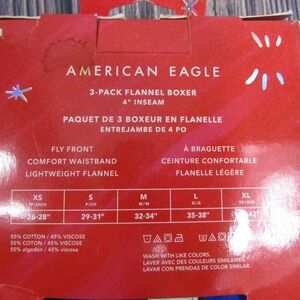 AMERICAN EAGLE
3-PACK FLANNEL BOXER
4" INSEAM
PAQUET DE 3 BOXEUR EN FLANELLE
ENTREJAMBE DE 4 PO
FLY FRONT
COMFORT WAISTBAND
LIGHTWEIGHT FLANNEL
À BRAGUETTE
CEINTURE CONFORTABLE
FLANELLE LÉGÈRE
XS S M L XL
P/CH M/M G/G
26-28" 29-31" 32-34" 35-38"
55% COTTON / 45% VISCOSE
55% COTON / 45% VISCOSE
55% algodón / 45% viscosa
WASH WITH LIKE COLORS.
LAVER AVEC DES COULEURS SIMILAIRES.
LAVAR CON PRENDAS DE COLOR SIMILAR.